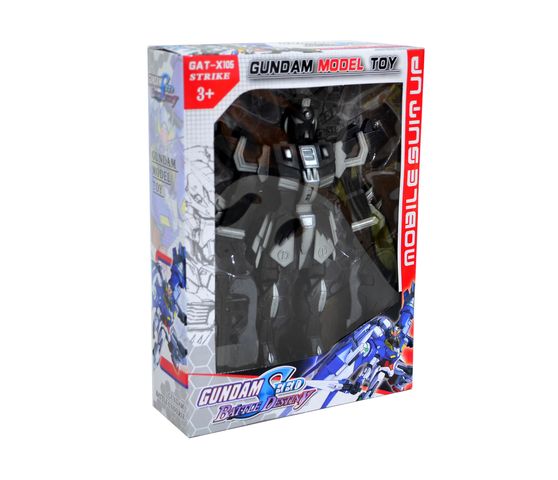 GAT-X105
STRIKE
3+
GUNDAM MODEL TOY
MOBILE SUIT UP
GUNDAM
MODEL
TOY
GUNDAM SEED
BATTLE DESTINY